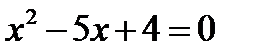 x² − 5x + 4 = 0